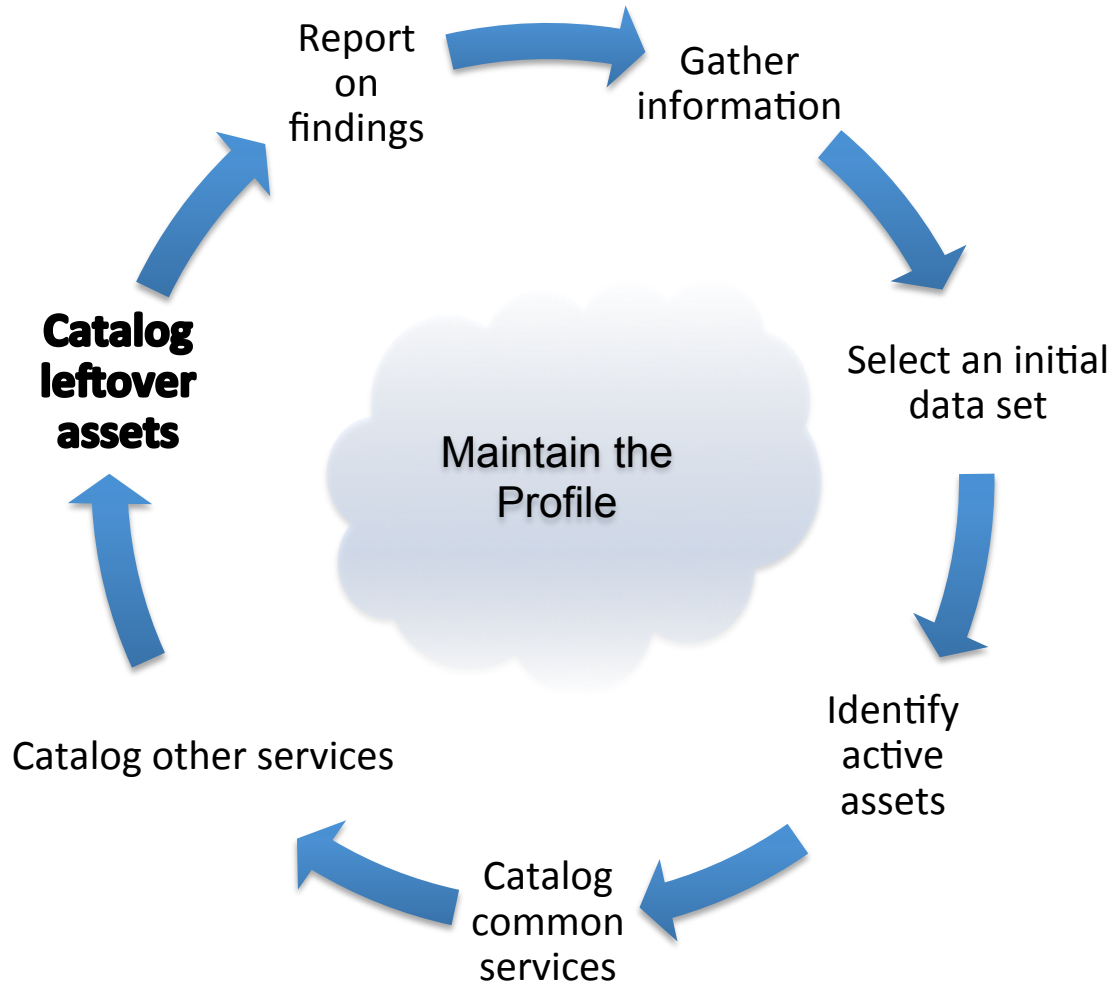 Report
on
findings
Gather
information
Select an initial
data set
Identify
active
assets
Catalog
common
services
Catalog other services
Catalog
leftover
assets
Maintain the
Profile